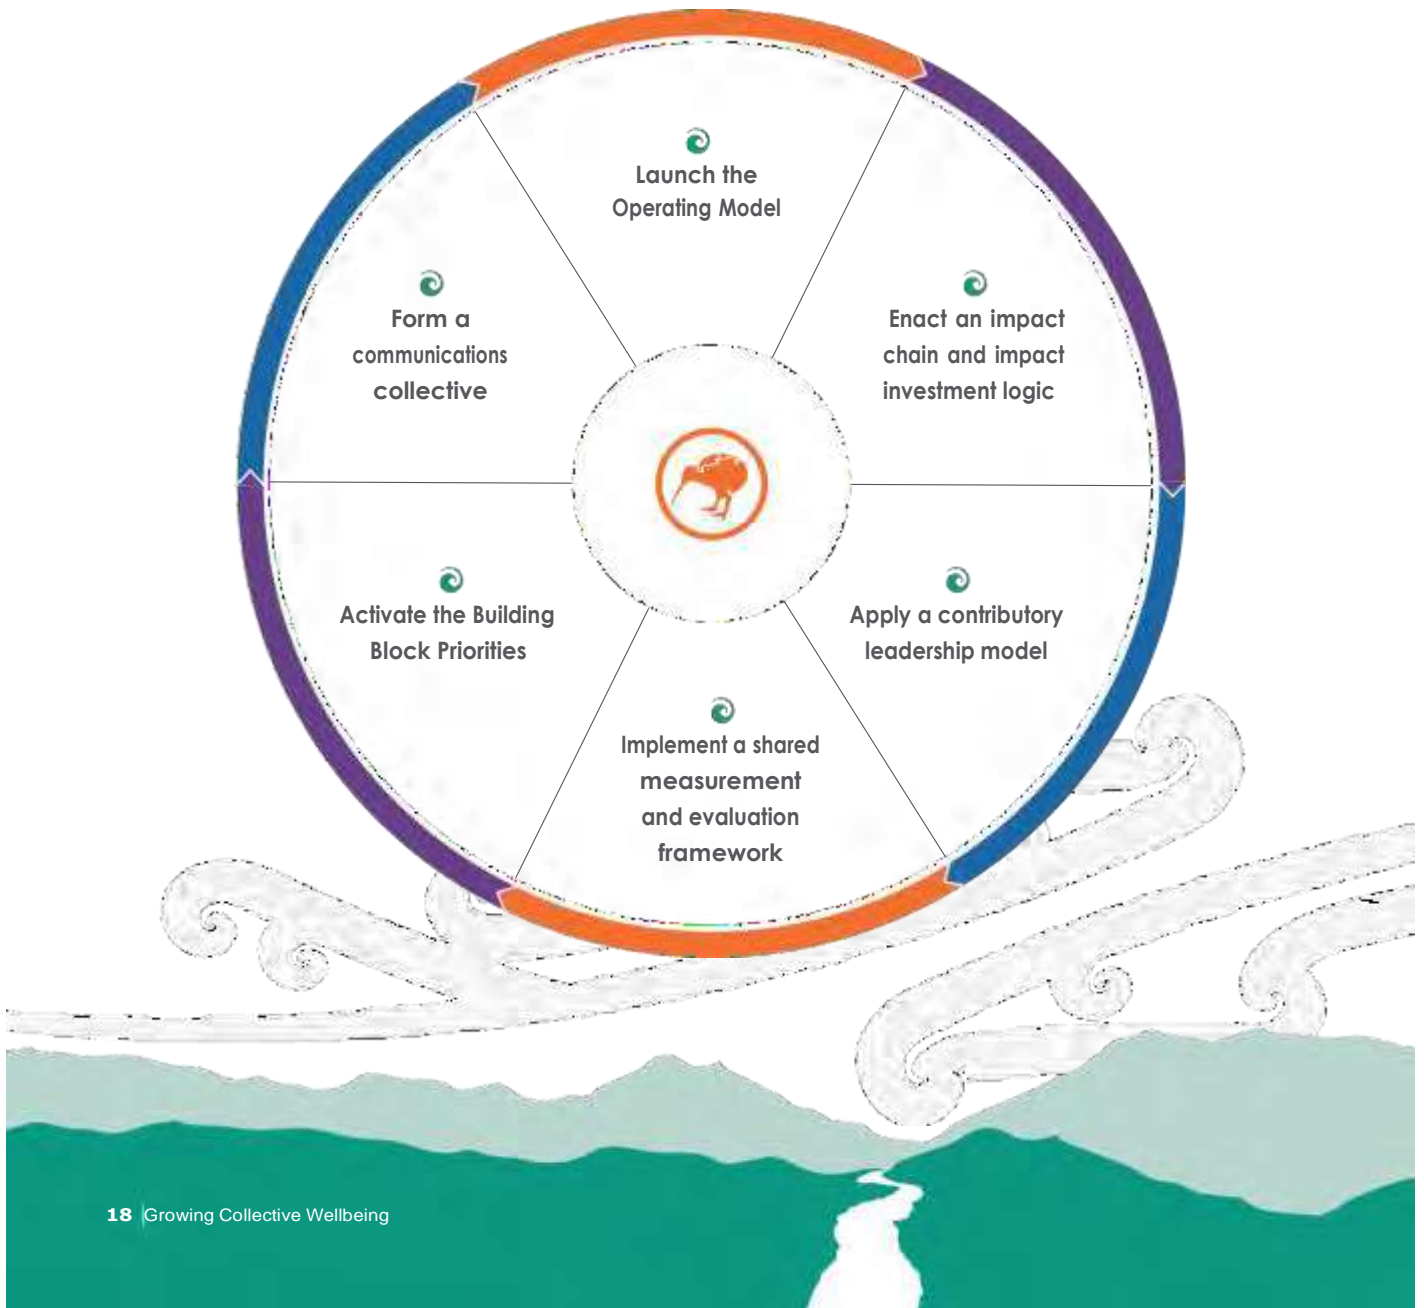 Launch the
Operating Model
Form a
communications
collective
Enact an impact
chain and impact
investment logic
Activate the Building
Block Priorities
Apply a contributory
leadership model
Implement a shared
measurement
and evaluation
framework
18 Growing Collective Wellbeing